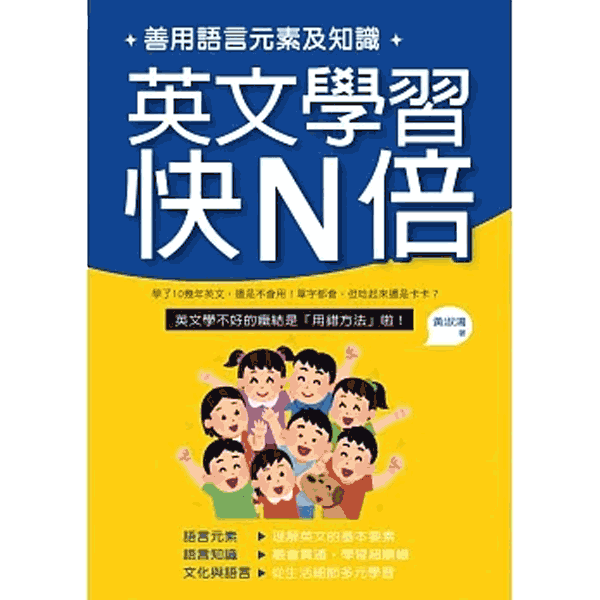 善用語言元素及知識
英文學習
快N倍
學了10幾年英文,還是不會用!單字都會,但唸起來還是卡卡?
英文學不好的癥結是「用錯方法」啦!
黃淑鴻
著
語言元素 ▶ 理解英文的基本要素
語言知識 ▶ 融會貫通,學習超順暢
文化與語言 ▶ 從生活細節多元學習